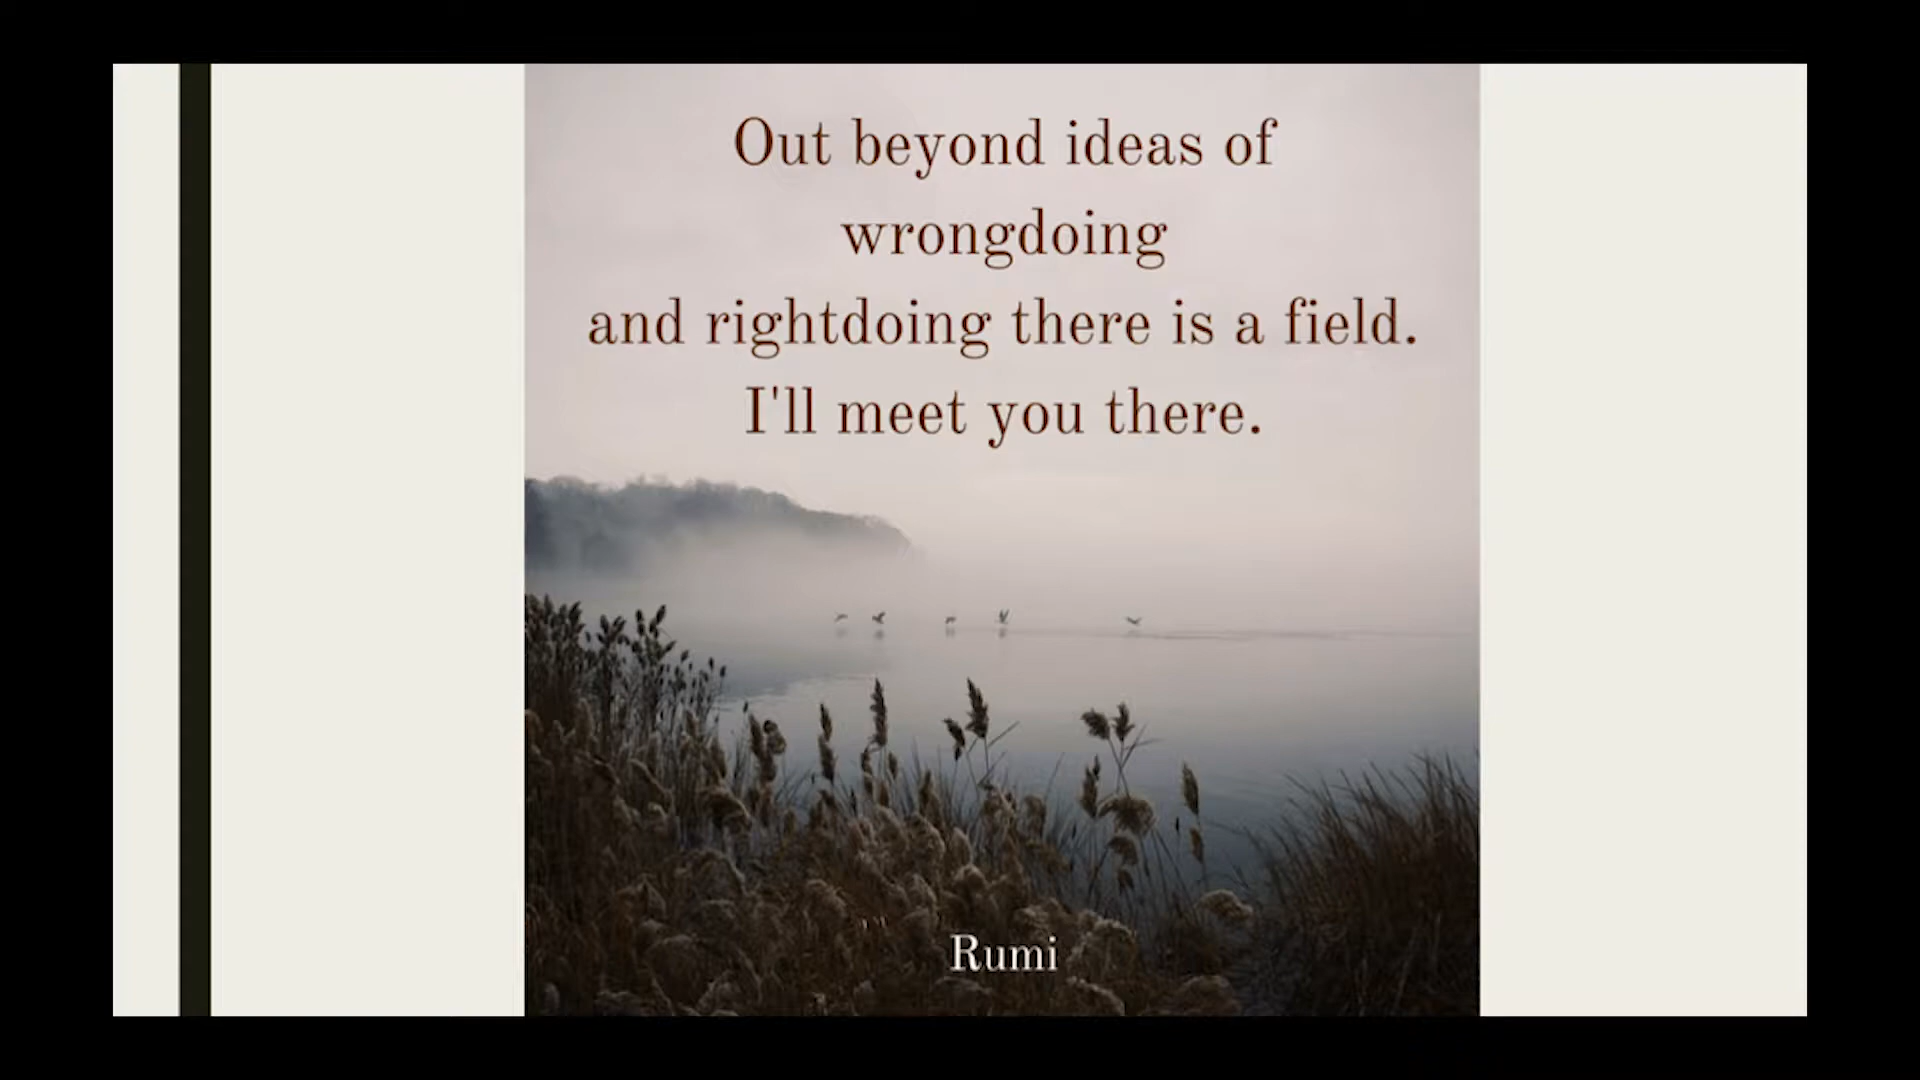 Out beyond ideas of
wrongdoing
and rightdoing there is a field.
I'll meet you there.
Rumi